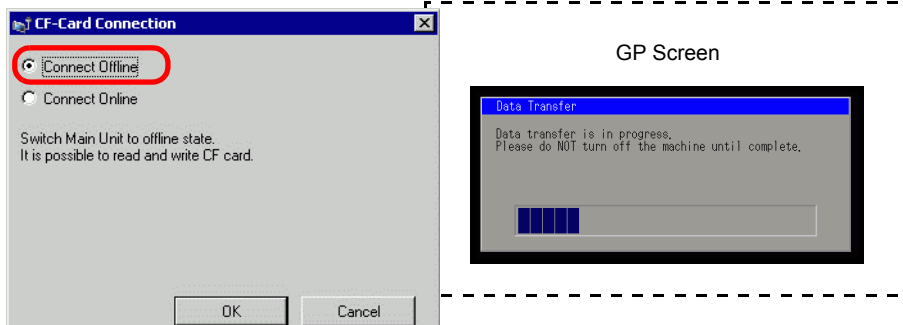 CF-Card Connection
Connect Offline
Connect Online
Switch Main Unit to offline state.
It is possible to read and write CF card.
OK
Cancel
GP Screen
Data Transfer
Data transfer is in progress.
Please do NOT turn off the machine until complete.